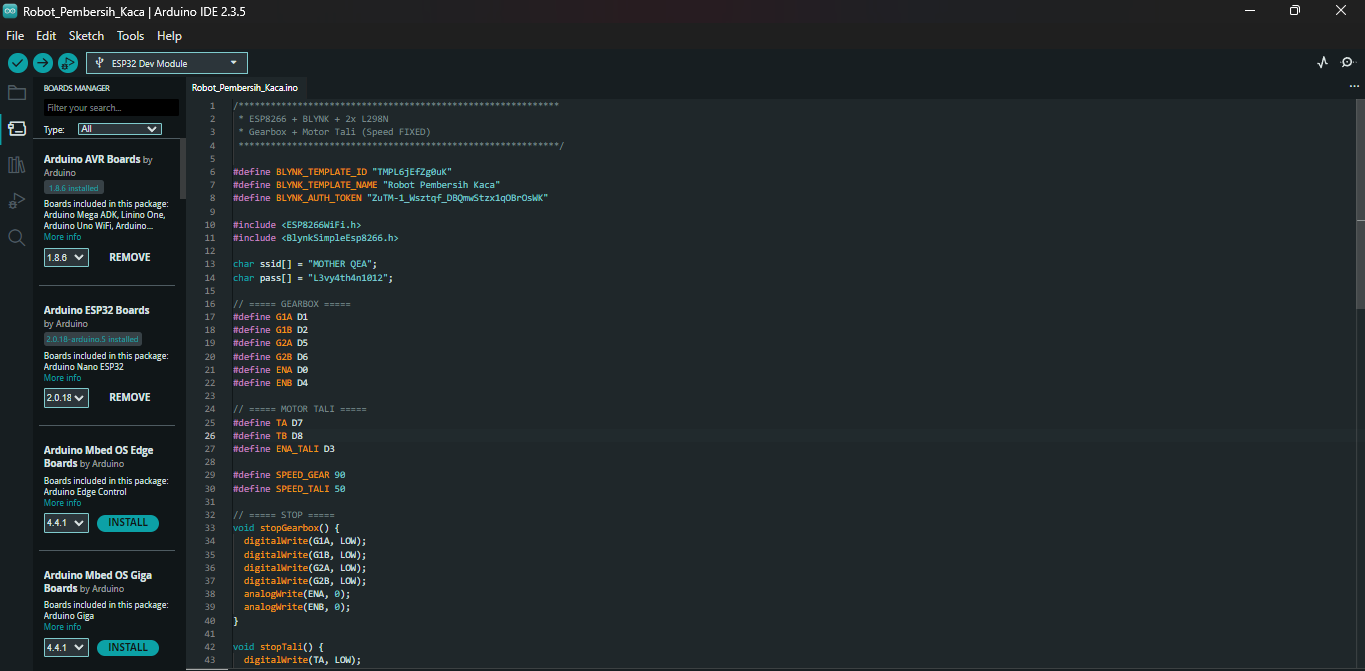 Robot_Pembersih_Kaca | Arduino IDE 2.3.5
File Edit Sketch Tools Help
ESP32 Dev Module
BOARDS MANAGER
Filter your search...
Type: All
Arduino AVR Boards by
Arduino
1.8.6 installed
Boards included in this package:
Arduino Mega ADK, Linino One,
Arduino Uno WiFi, Arduino...
More info
1.8.6 REMOVE
Arduino ESP32 Boards
by Arduino
2.0.18-arduino.5 installed
Boards included in this package:
Arduino Nano ESP32
More info
2.0.18 REMOVE
Arduino Mbed OS Edge
Boards by Arduino
Boards included in this package:
Arduino Edge Control
More info
4.4.1 INSTALL
Arduino Mbed OS Giga
Boards by Arduino
Boards included in this package:
Arduino Giga
More info
4.4.1 INSTALL
Robot_Pembersih_Kaca.ino
1 /************************************************************
2 * ESP8266 + BLYNK + 2x L298N
3 * Gearbox + Motor Tali (Speed FIXED)
4 ************************************************************/
5
6 #define BLYNK_TEMPLATE_ID "TMPL6jEfZg0uK"
7 #define BLYNK_TEMPLATE_NAME "Robot Pembersih Kaca"
8 #define BLYNK_AUTH_TOKEN "ZuTM-1_Wsztqf_DBQmwStzx1qOBrOsWK"
9
10 #include <ESP8266WiFi.h>
11 #include <BlynkSimpleEsp8266.h>
12
13 char ssid[] = "MOTHER QEA";
14 char pass[] = "L3vy4th4n1012";
15
16 // ===== GEARBOX =====
17 #define G1A D1
18 #define G1B D2
19 #define G2A D5
20 #define G2B D6
21 #define ENA D0
22 #define ENB D4
23
24 // ===== MOTOR TALI =====
25 #define TA D7
26 #define TB D8
27 #define ENA_TALI D3
28
29 #define SPEED_GEAR 90
30 #define SPEED_TALI 50
31
32 // ===== STOP =====
33 void stopGearbox() {
34 digitalWrite(G1A, LOW);
35 digitalWrite(G1B, LOW);
36 digitalWrite(G2A, LOW);
37 digitalWrite(G2B, LOW);
38 analogWrite(ENA, 0);
39 analogWrite(ENB, 0);
40 }
41
42 void stopTali() {
43 digitalWrite(TA, LOW);